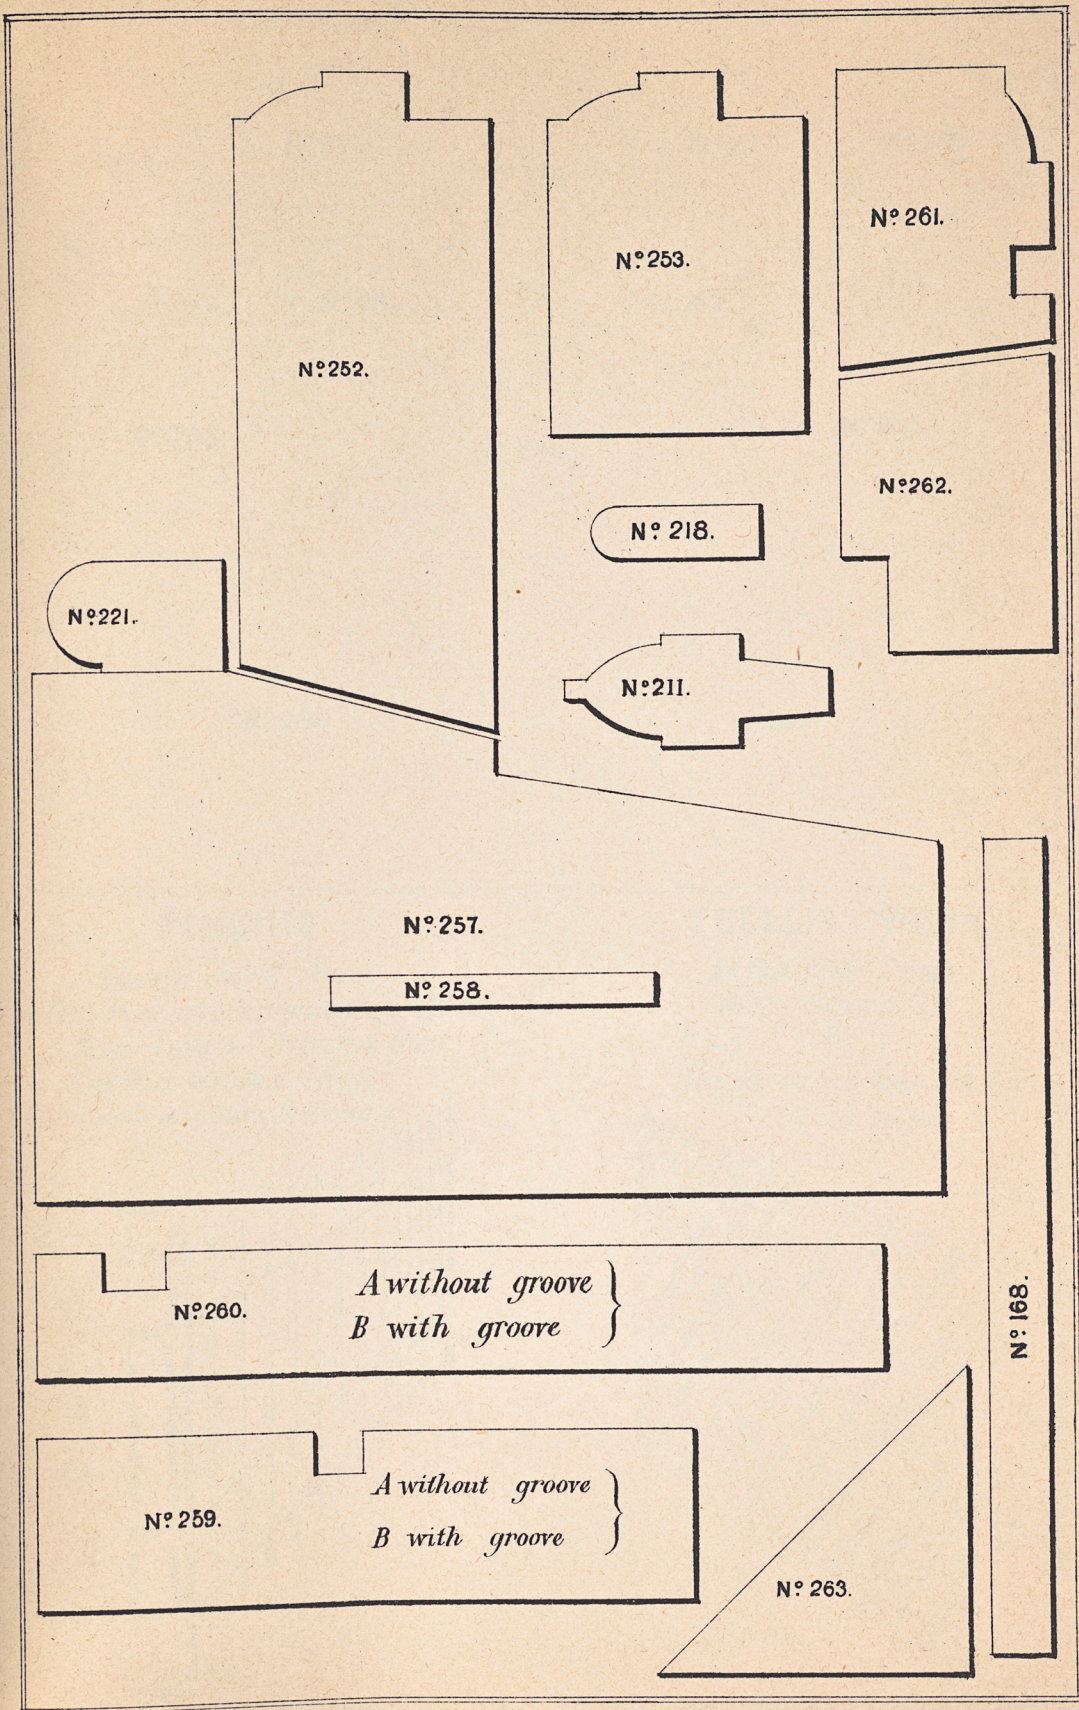 Nº 261.
Nº 253.
Nº 252.
Nº 262.
Nº 218.
Nº 221.
Nº 211.
Nº 257.
Nº 258.
A without groove
Nº 260.
B with groove
Nº 168.
A without groove
Nº 259.
B with groove
Nº 263.